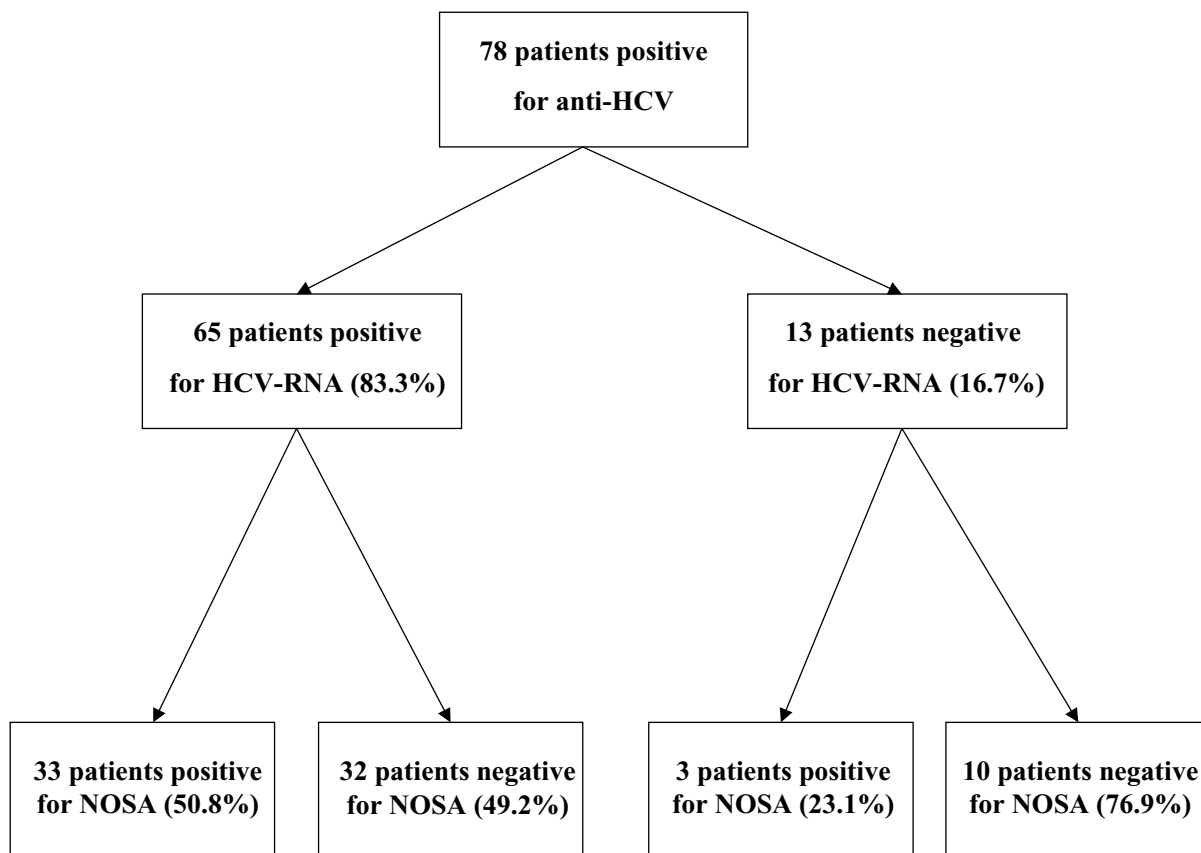 78 patients positive
for anti-HCV
65 patients positive
for HCV-RNA (83.3%)
13 patients negative
for HCV-RNA (16.7%)
33 patients positive
for NOSA (50.8%)
32 patients negative
for NOSA (49.2%)
3 patients positive
for NOSA (23.1%)
10 patients negative
for NOSA (76.9%)